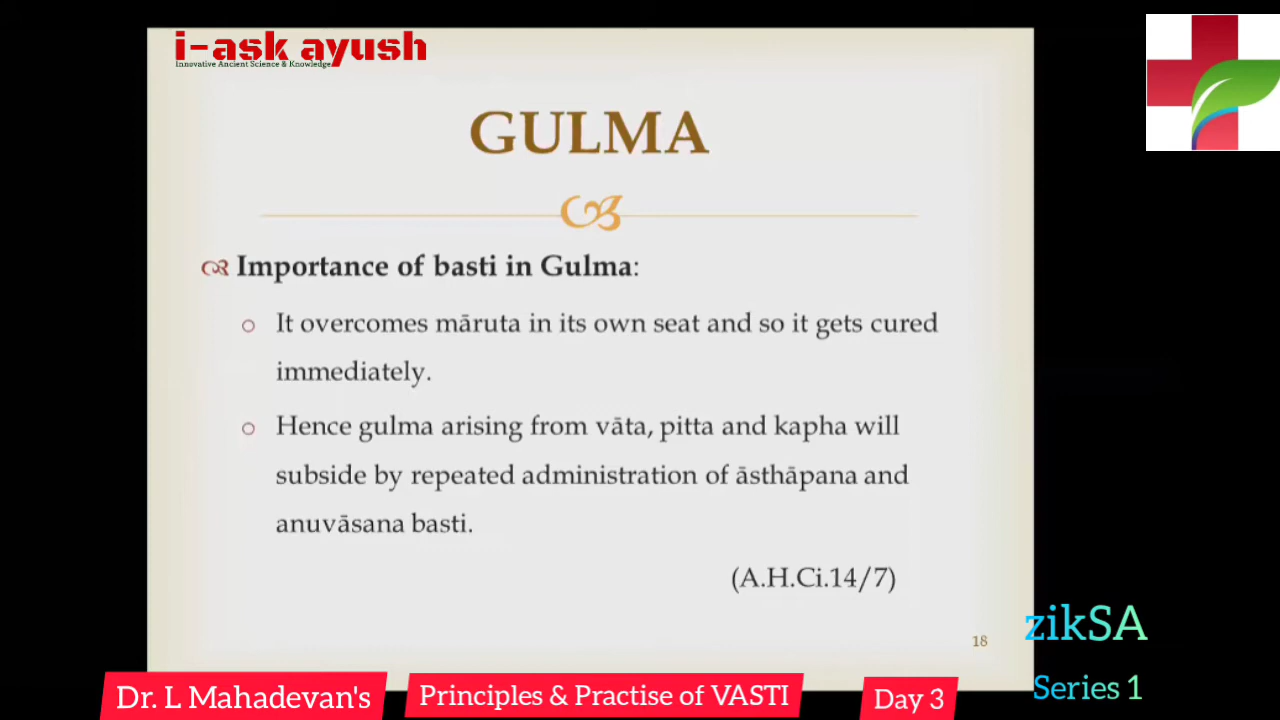 i-ask ayush
Innovative Ancient Science & Knowledge
GULMA
Importance of basti in Gulma:
It overcomes māruta in its own seat and so it gets cured
immediately.
Hence gulma arising from vāta, pitta and kapha will
subside by repeated administration of āsthāpana and
anuvāsana basti.
(A.H.Ci.14/7)
18
zikSA
Series 1
Dr. L Mahadevan's
Principles & Practise of VASTI
Day 3